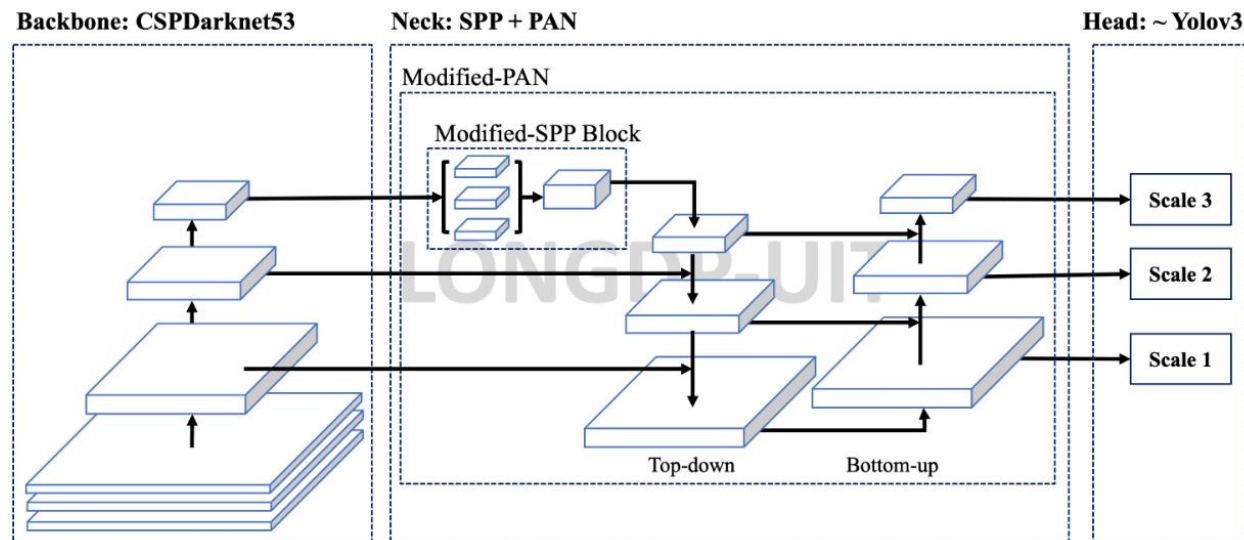 Backbone: CSPDarknet53
Neck: SPP + PAN
Head: ~ Yolov3
Modified-PAN
Modified-SPP Block
Scale 3
LONGDP-UIT
Scale 2
Scale 1
Top-down
Bottom-up